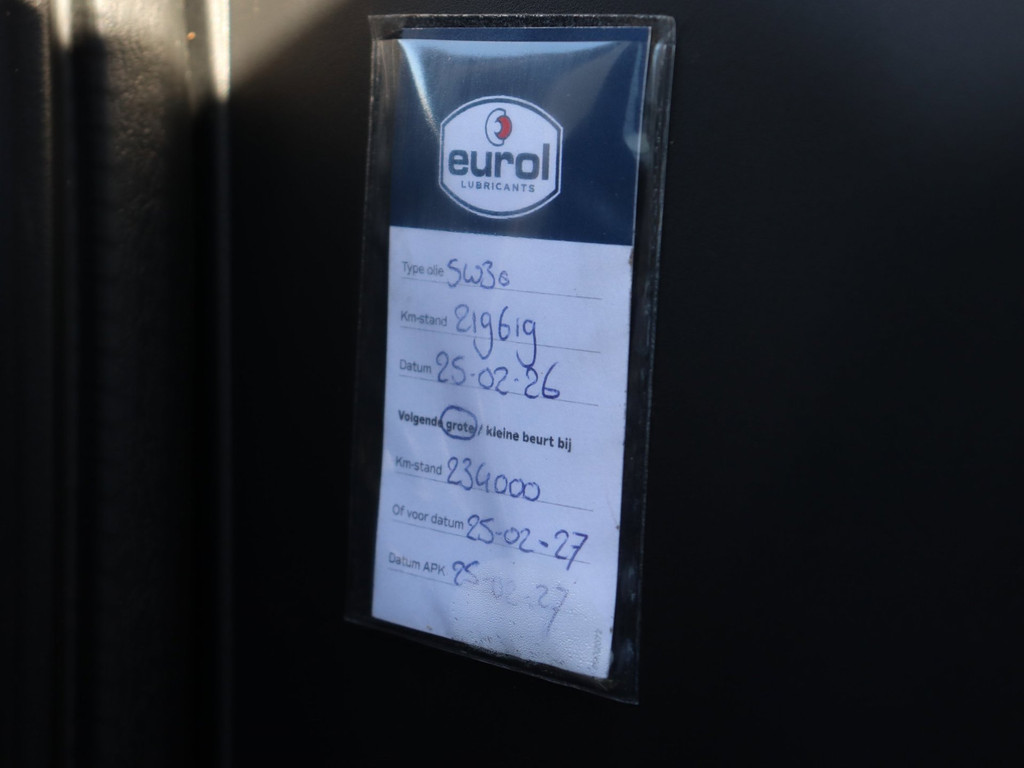 eurol
LUBRICANTS
Type olie 5W30
Km-stand 219619
Datum 25-02-26
Volgende grote / kleine beurt bij
Km-stand 234000
Of voor datum 25-02-27
Datum APK 25-02-27